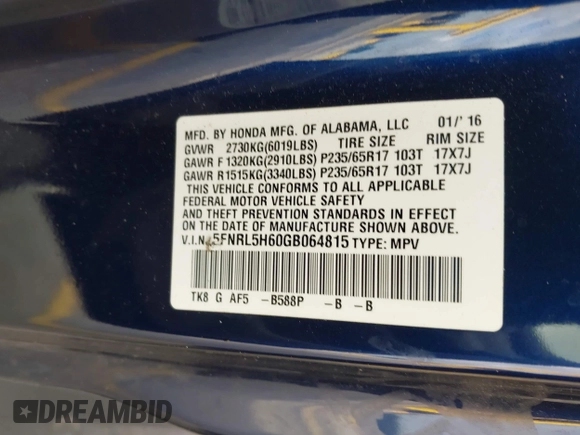 MFD. BY HONDA MFG. OF ALABAMA, LLC 01/'16
GVWR 2730KG(6019LBS) TIRE SIZE RIM SIZE
GAWR F 1320KG(2910LBS) P235/65R17 103T 17X7J
GAWR R1515KG(3340LBS) P235/65R17 103T 17X7J
THIS VEHICLE CONFORMS TO ALL APPLICABLE
FEDERAL MOTOR VEHICLE SAFETY
AND THEFT PREVENTION STANDARDS IN EFFECT
ON THE DATE OF MANUFACTURE SHOWN ABOVE.
V.I.N. 5FNRL5H60GB064815 TYPE: MPV
TK8 G AF5 -B588P -B -B
DREAMBID